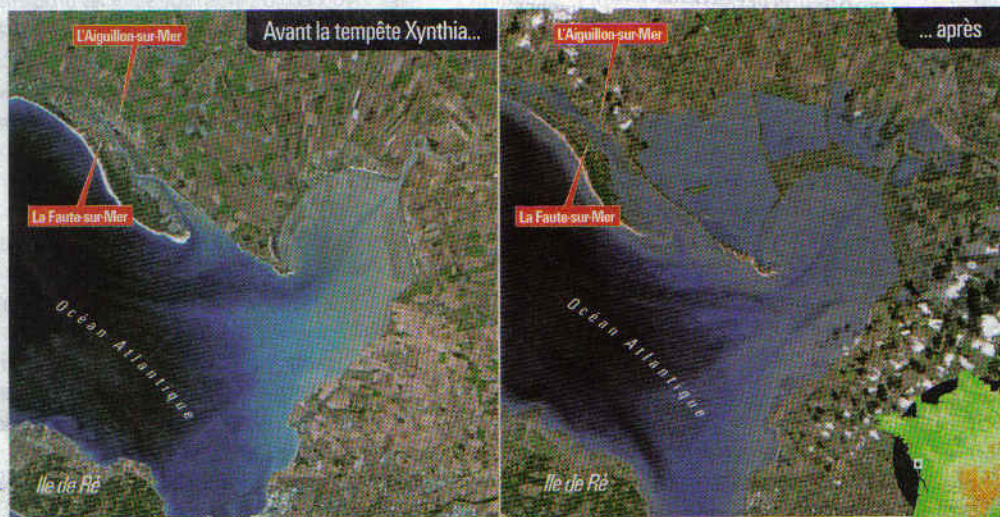 Avant la tempête Xynthia...
L'Aiguillon-sur-Mer
La Faute-sur-Mer
Océan Atlantique
Ile de Ré
... après
L'Aiguillon-sur-Mer
La Faute-sur-Mer
Océan Atlantique
Ile de Ré